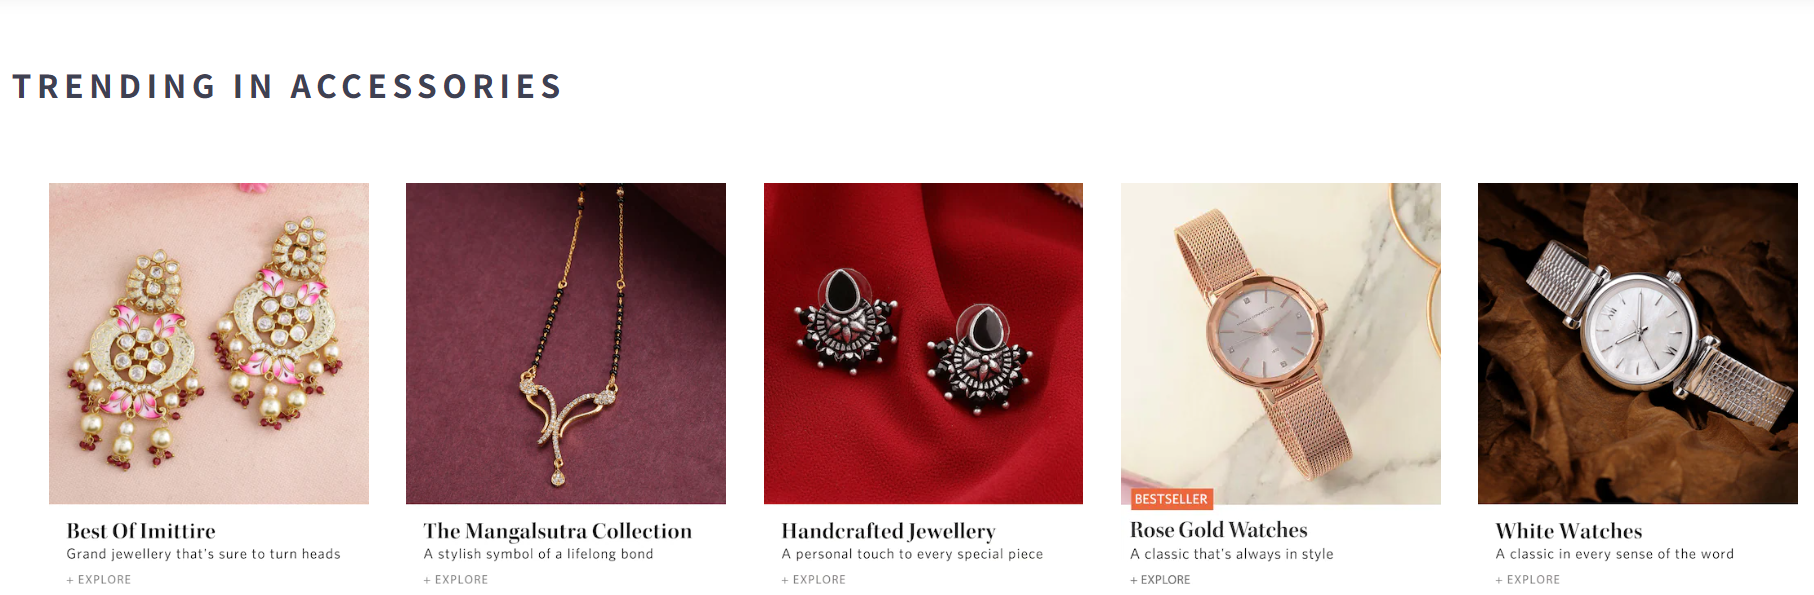 TRENDING IN ACCESSORIES
BESTSELLER
Best Of Imittire
Grand jewellery that's sure to turn heads
+ EXPLORE
The Mangalsutra Collection
A stylish symbol of a lifelong bond
+ EXPLORE
Handcrafted Jewellery
A personal touch to every special piece
+ EXPLORE
Rose Gold Watches
A classic that's always in style
+ EXPLORE
White Watches
A classic in every sense of the word
+ EXPLORE